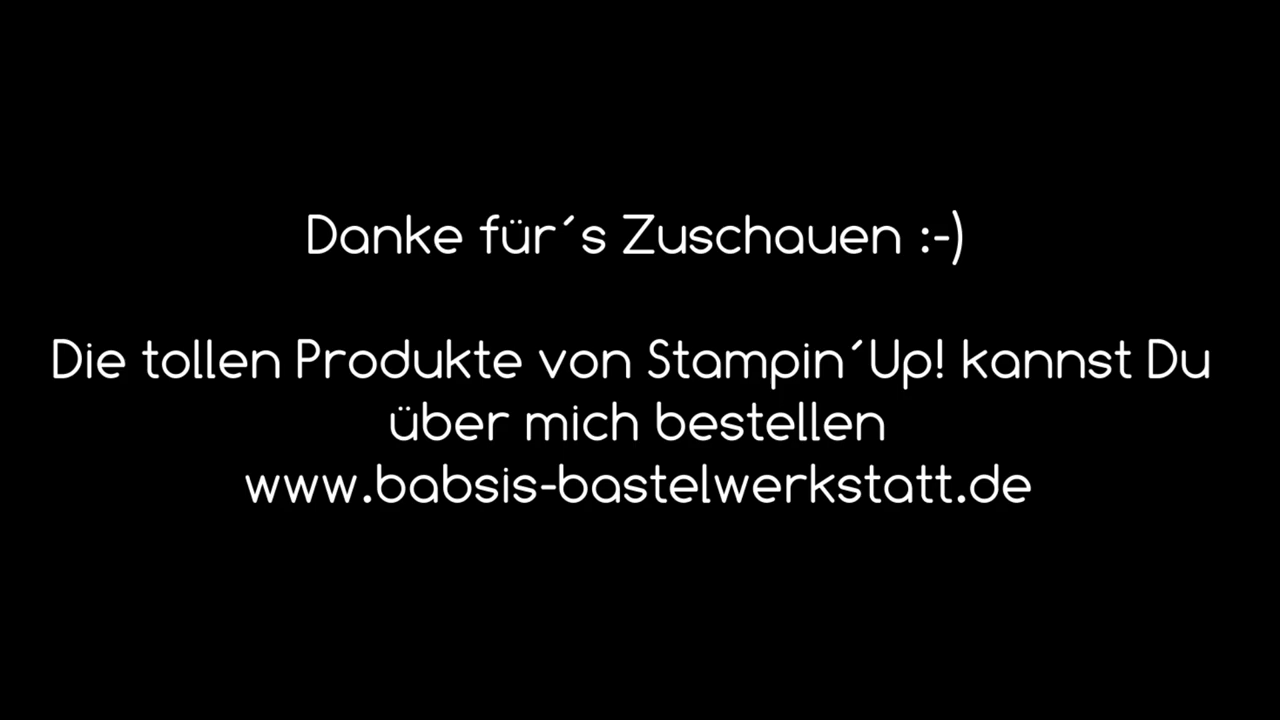 Danke für´s Zuschauen :-)
Die tollen Produkte von Stampin´Up! kannst Du
über mich bestellen
www.babsis-bastelwerkstatt.de